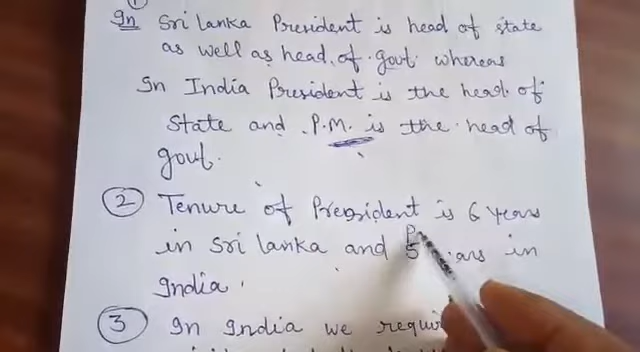 ①
In Sri Lanka President is head of state
as well as head of govt. whereas
In India President is the head of
State and P.M. is the head of
govt.
② Tenure of President is 6 years
in Sri Lanka and 5 in
India.
③ In India we